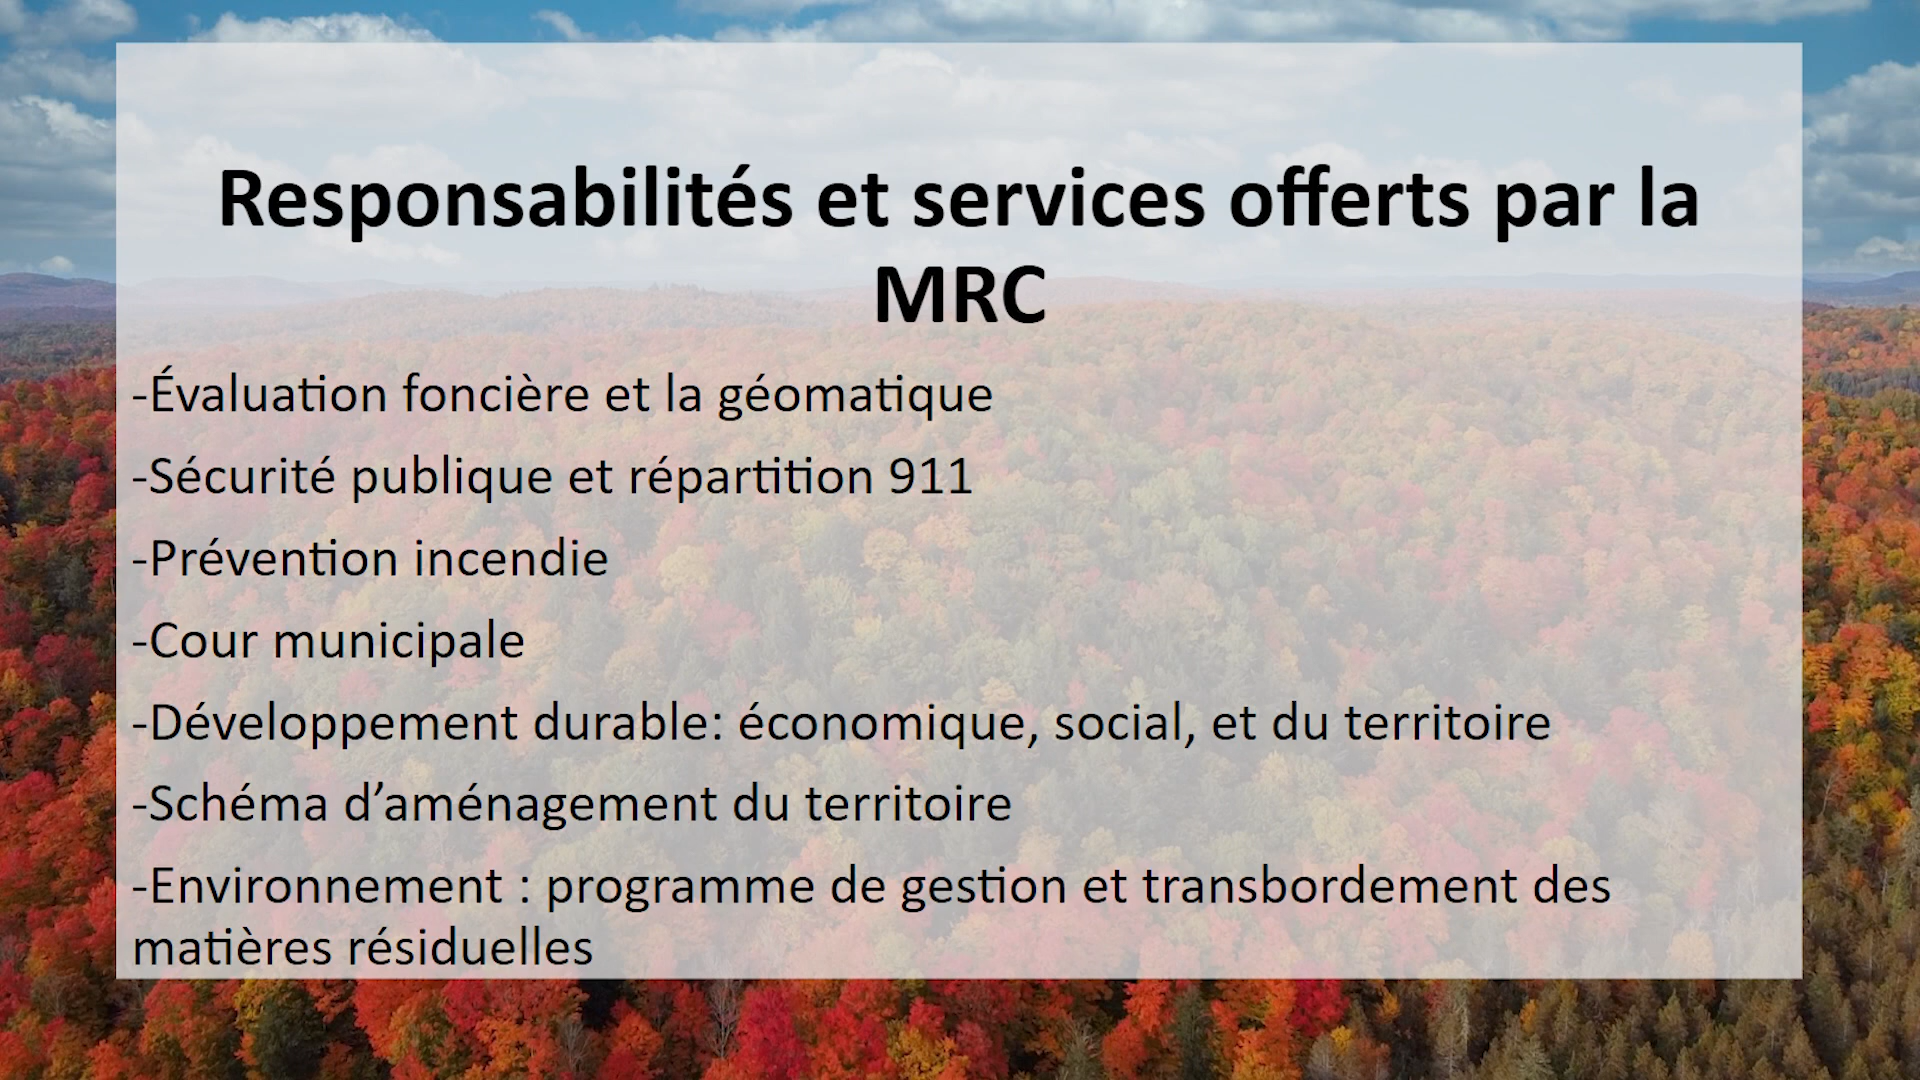 Responsabilités et services offerts par la
MRC
-Évaluation foncière et la géomatique
-Sécurité publique et répartition 911
-Prévention incendie
-Cour municipale
-Développement durable: économique, social, et du territoire
-Schéma d’aménagement du territoire
-Environnement : programme de gestion et transbordement des
matières résiduelles